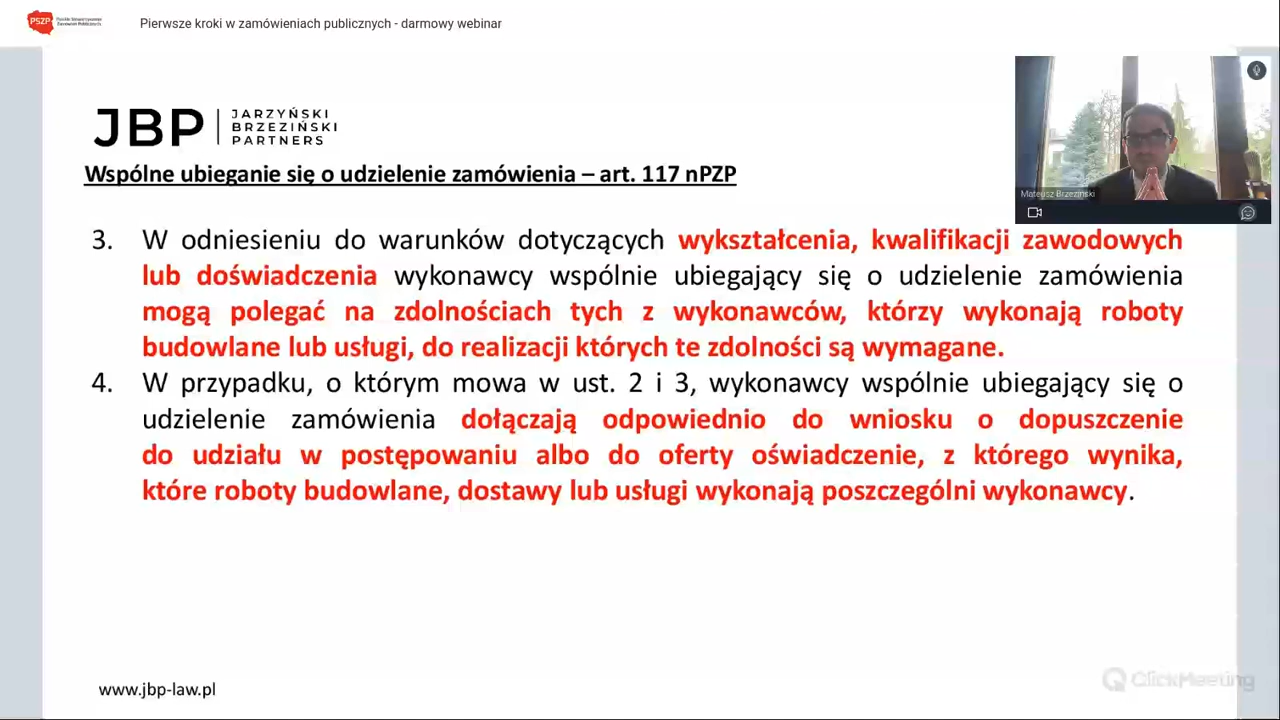 PSZP
Polskie Stowarzyszenie
Zamówień Publicznych
Pierwsze kroki w zamówieniach publicznych - darmowy webinar
JBP
JARZYŃSKI
BRZEZIŃSKI
PARTNERS
Wspólne ubieganie się o udzielenie zamówienia – art. 117 nPZP
Mateusz Brzeziński
3. W odniesieniu do warunków dotyczących wykształcenia, kwalifikacji zawodowych
lub doświadczenia wykonawcy wspólnie ubiegający się o udzielenie zamówienia
mogą polegać na zdolnościach tych z wykonawców, którzy wykonają roboty
budowlane lub usługi, do realizacji których te zdolności są wymagane.
4. W przypadku, o którym mowa w ust. 2 i 3, wykonawcy wspólnie ubiegający się o
udzielenie zamówienia dołączają odpowiednio do wniosku o dopuszczenie
do udziału w postępowaniu albo do oferty oświadczenie, z którego wynika,
które roboty budowlane, dostawy lub usługi wykonają poszczególni wykonawcy.
www.jbp-law.pl
ClickMeeting